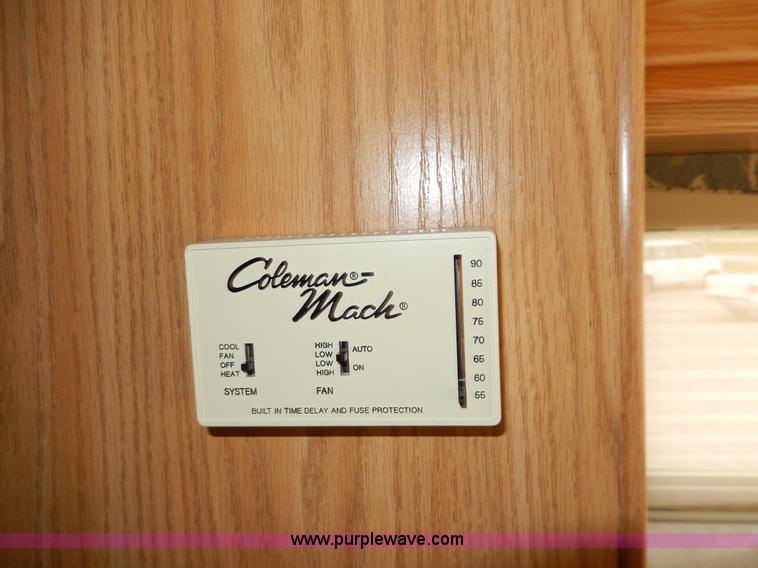 Coleman®-
Mach®
90
85
80
75
70
65
60
55
COOL
FAN
OFF
HEAT
SYSTEM
HIGH
LOW
LOW
HIGH
AUTO
ON
FAN
BUILT IN TIME DELAY AND FUSE PROTECTION
www.purplewave.com